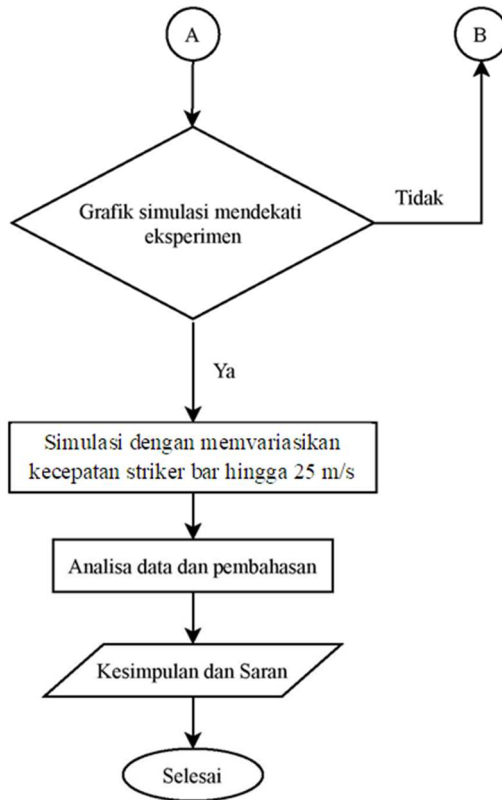 A
B
Grafik simulasi mendekati
eksperimen
Tidak
Ya
Simulasi dengan memvariasikan
kecepatan striker bar hingga 25 m/s
Analisa data dan pembahasan
Kesimpulan dan Saran
Selesai